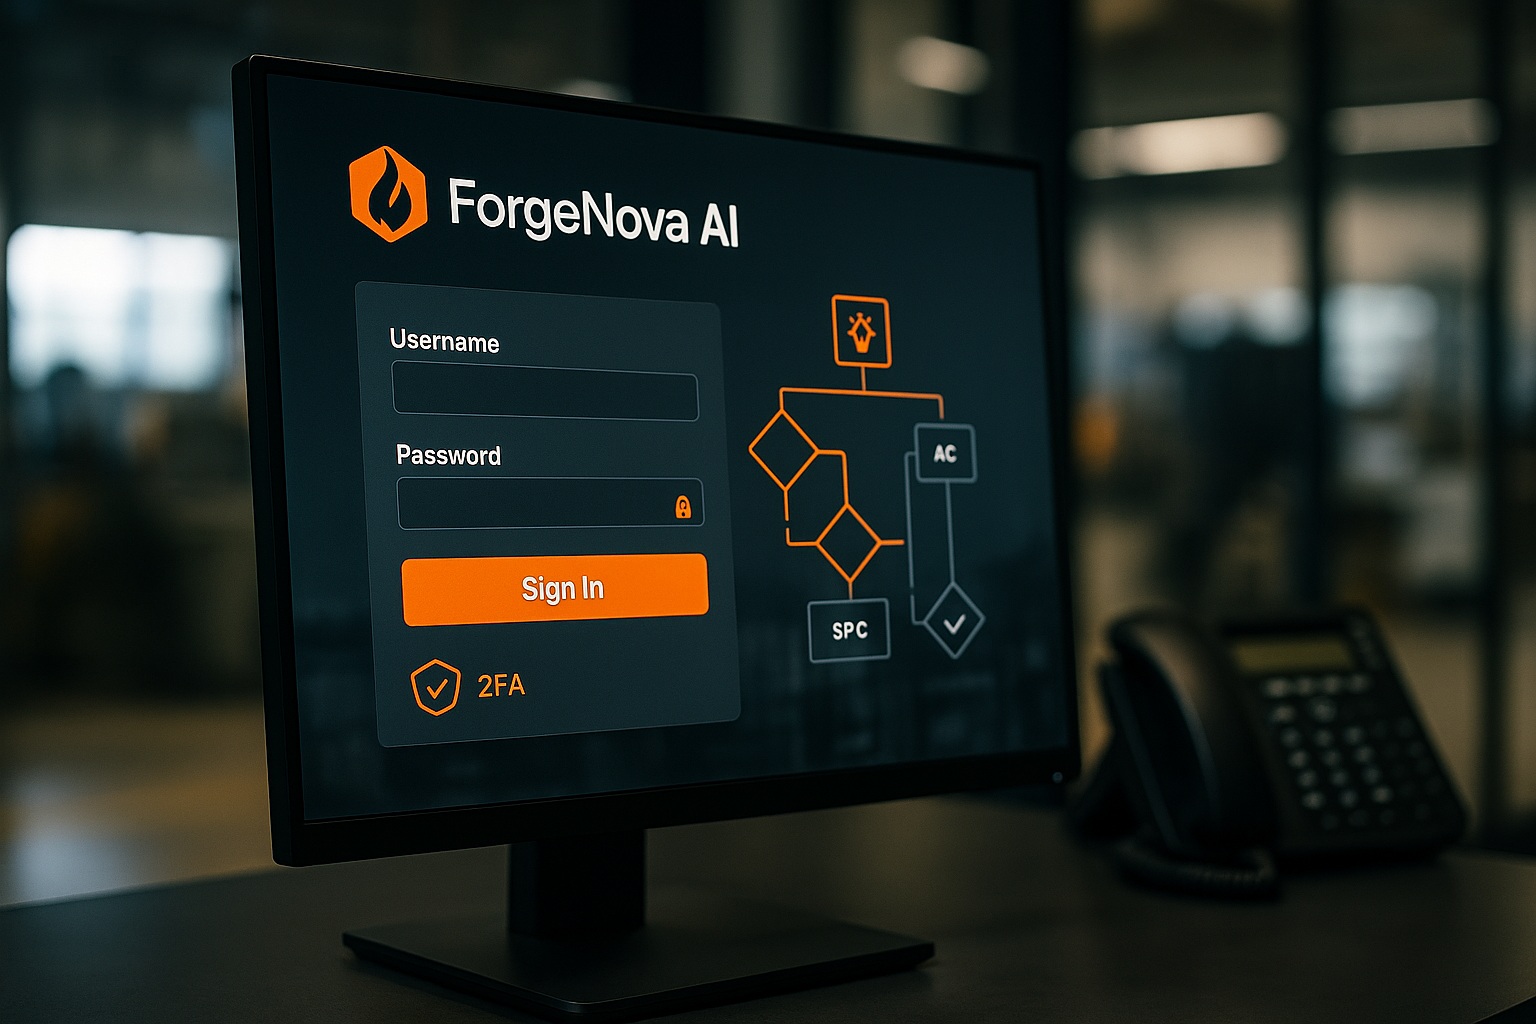 ForgeNova AI
Username
Password
Sign In
2FA
AC
SPC